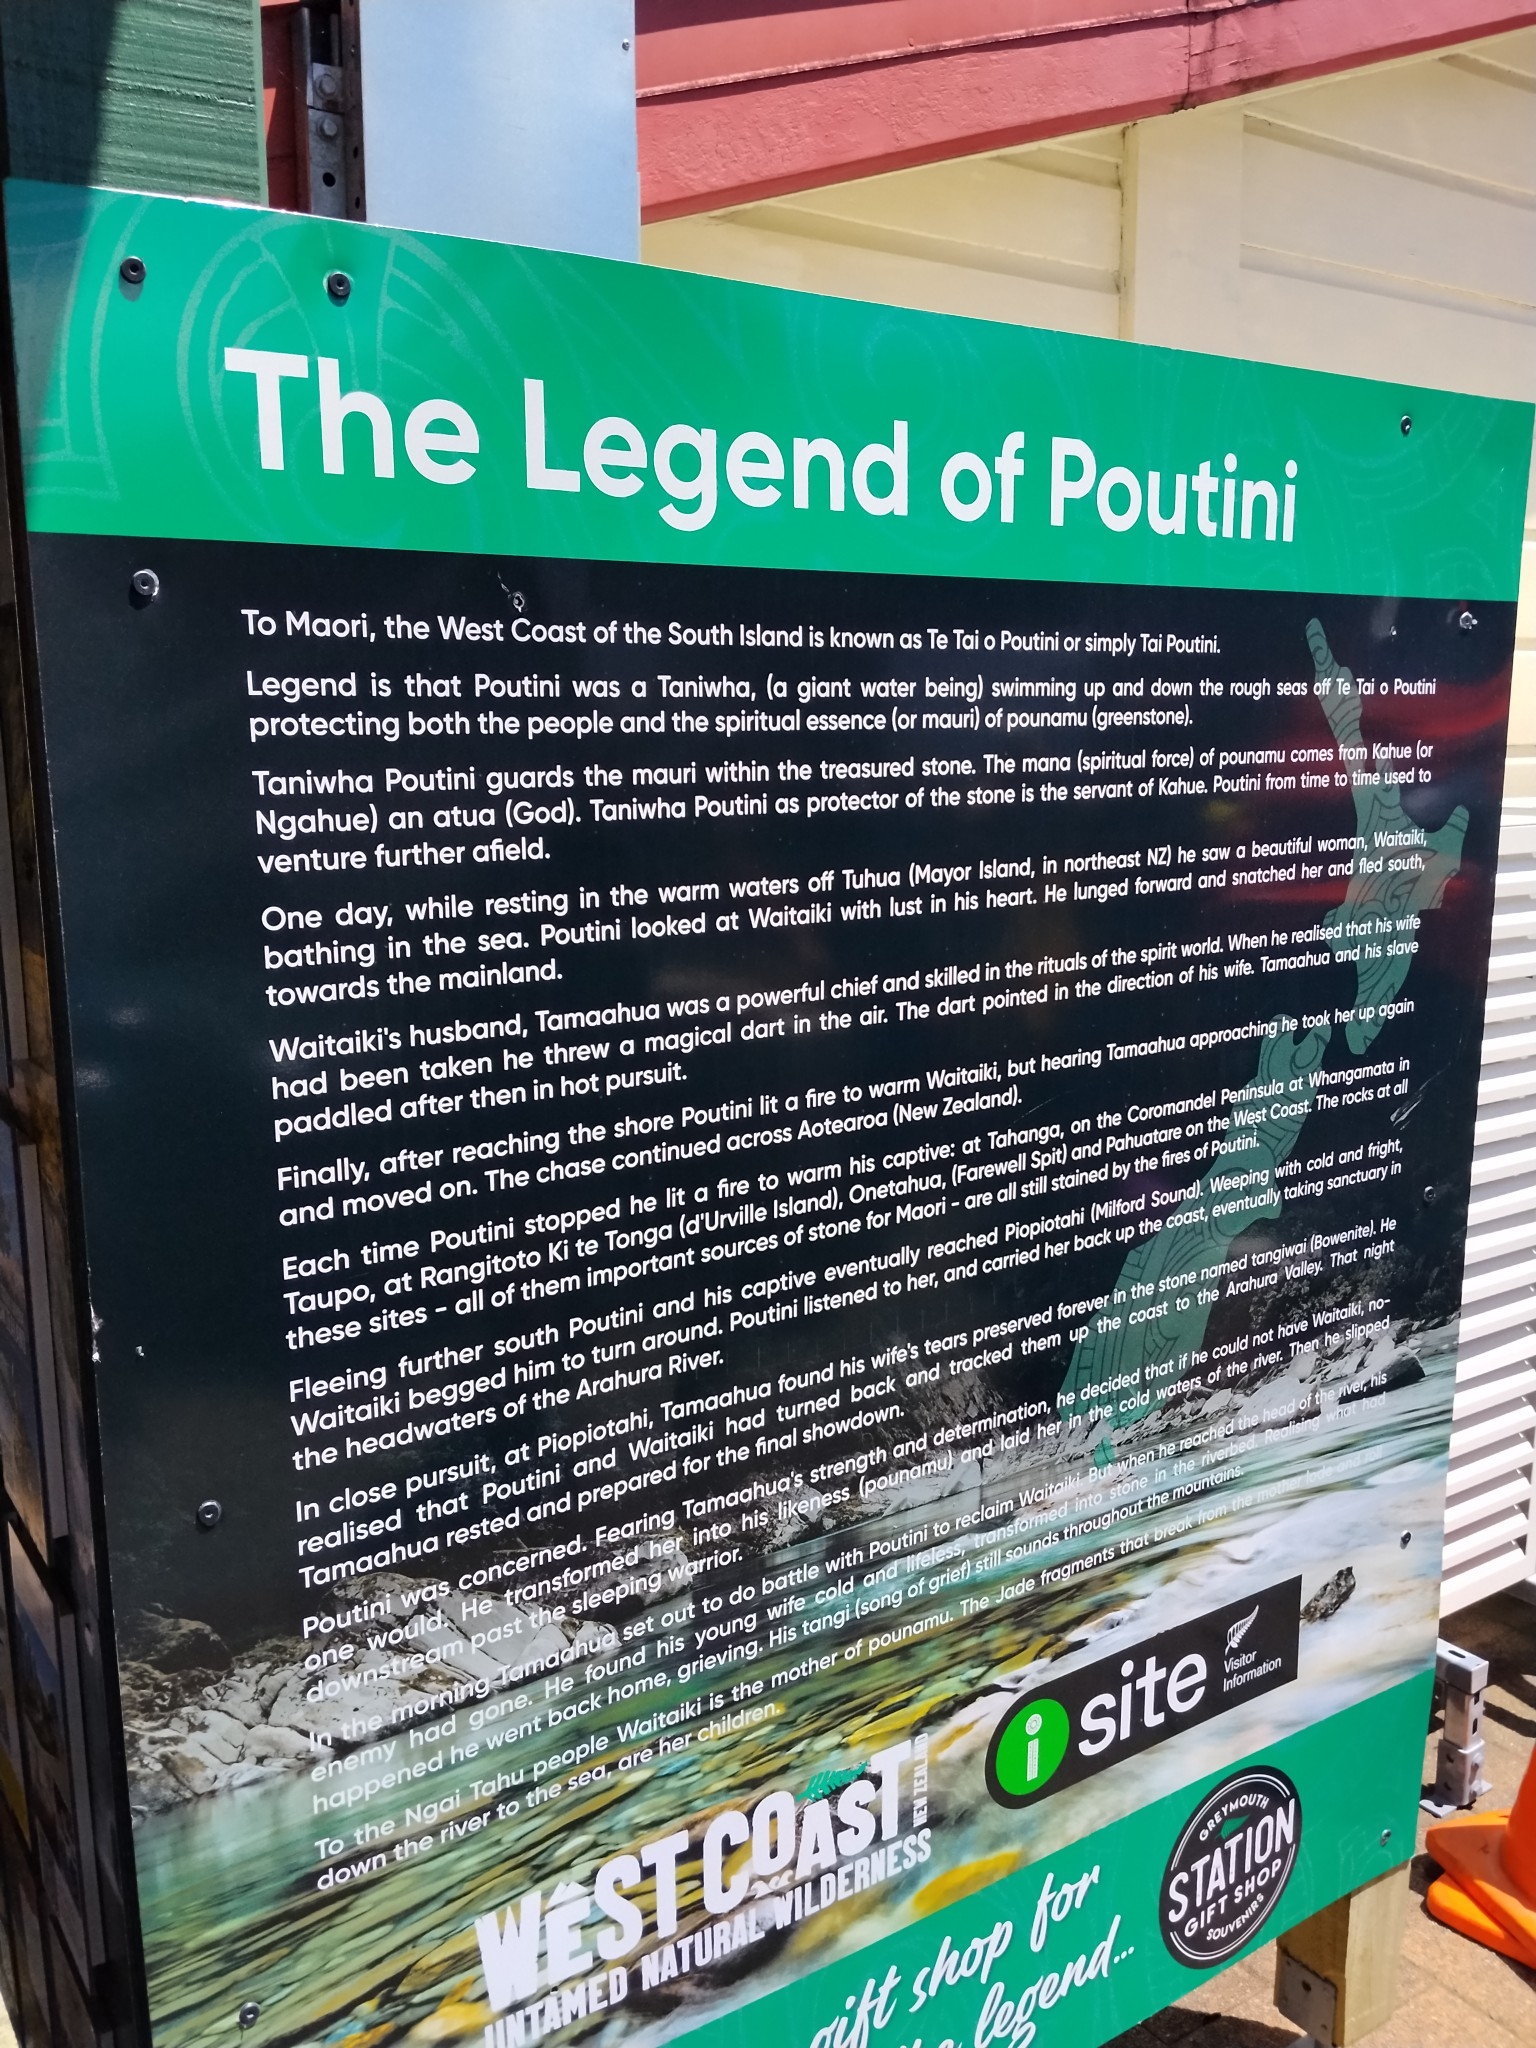 The Legend of Poutini
To Maori, the West Coast of the South Island is known as Te Tai o Poutini or simply Tai Poutini.
Legend is that Poutini was a Taniwha, (a giant water being) swimming up and down the rough seas off Te Tai o Poutini
protecting both the people and the spiritual essence (or mauri) of pounamu (greenstone).
Taniwha Poutini guards the mauri within the treasured stone. The mana (spiritual force) of pounamu comes from Kahue (or
Ngahue) an atua (God). Taniwha Poutini as protector of the stone is the servant of Kahue. Poutini from time to time used to
venture further afield.
One day, while resting in the warm waters off Tuhua (Mayor Island, in northeast NZ) he saw a beautiful woman, Waitaiki,
bathing in the sea. Poutini looked at Waitaiki with lust in his heart. He lunged forward and snatched her and fled south,
towards the mainland.
Waitaiki's husband, Tamaahua was a powerful chief and skilled in the rituals of the spirit world. When he realised that his wife
had been taken he threw a magical dart in the air. The dart pointed in the direction of his wife. Tamaahua and his slave
paddled after then in hot pursuit.
Finally, after reaching the shore Poutini lit a fire to warm Waitaiki, but hearing Tamaahua approaching he took her up again
and moved on. The chase continued across Aotearoa (New Zealand).
Each time Poutini stopped he lit a fire to warm his captive: at Tahanga, on the Coromandel Peninsula at Whangamata in
Taupo, at Rangitoto Ki te Tonga (d'Urville Island), Onetahua, (Farewell Spit) and Pahuatare on the West Coast. The rocks at all
these sites - all of them important sources of stone for Maori - are all still stained by the fires of Poutini.
Fleeing further south Poutini and his captive eventually reached Piopiotahi (Milford Sound). Weeping with cold and fright,
Waitaiki begged him to turn around. Poutini listened to her, and carried her back up the coast, eventually taking sanctuary in
the headwaters of the Arahura River.
In close pursuit, at Piopiotahi, Tamaahua found his wife's tears preserved forever in the stone named tangiwai (Bowenite). He
realised that Poutini and Waitaiki had turned back and tracked them up the coast to the Arahura Valley. That night
Tamaahua rested and prepared for the final showdown.
Poutini was concerned. Fearing Tamaahua's strength and determination, he decided that if he could not have Waitaiki, no-
one would. He transformed her into his likeness (pounamu) and laid her in the cold waters of the river. Then he slipped
downstream past the sleeping warrior.
In the morning Tamaahua set out to do battle with Poutini to reclaim Waitaiki. But when he reached the head of the river, his
enemy had gone. He found his young wife cold and lifeless, transformed into stone in the riverbed. Realising what had
happened he went back home, grieving. His tangi (song of grief) still sounds throughout the mountains.
To the Ngai Tahu people Waitaiki is the mother of pounamu. The Jade fragments that break from the mother lode and roll
down the river to the sea, are her children.
i site
Visitor
Information
WEST COAST
NEW ZEALAND
UNTAMED NATURAL WILDERNESS
GREYMOUTH
STATION
GIFT SHOP
SOUVENIRS
gift shop for
legend...